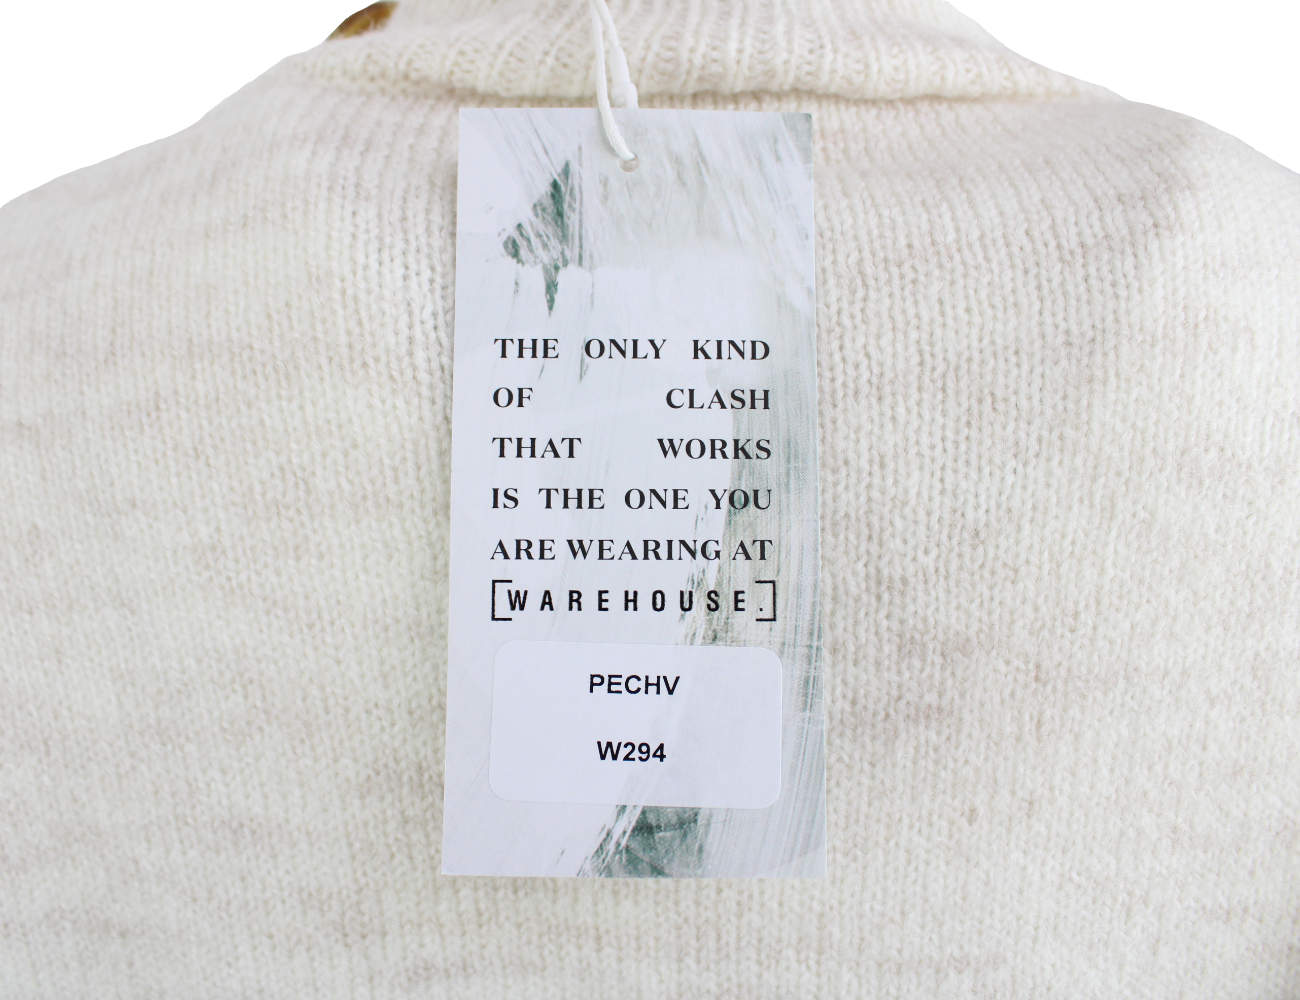 THE ONLY KIND
OF CLASH
THAT WORKS
IS THE ONE YOU
ARE WEARING AT
[WAREHOUSE.]
PECHV
W294